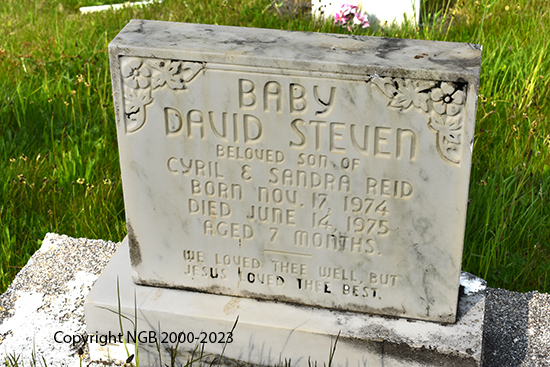 BABY
DAVID STEVEN
BELOVED SON OF
CYRIL & SANDRA REID
BORN NOV. 17, 1974
DIED JUNE 14, 1975
AGED 7 MONTHS.
WE LOVED THEE WELL, BUT
JESUS LOVED THEE BEST.
Copyright NGB 2000-2023